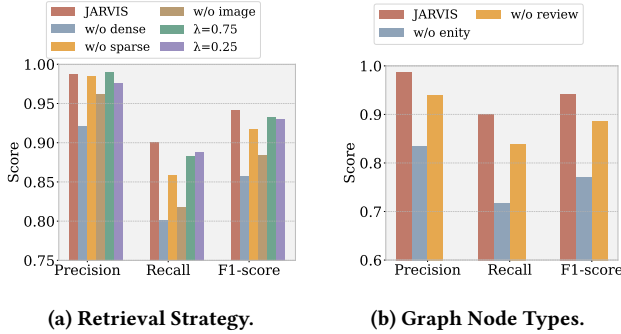 JARVIS
w/o dense
w/o sparse
w/o image
λ=0.75
λ=0.25
1.00
0.95
0.90
0.85
0.80
0.75
Score
Precision
Recall
F1-score
(a) Retrieval Strategy.
JARVIS
w/o enity
w/o review
1.0
0.9
0.8
0.7
0.6
Score
Precision
Recall
F1-score
(b) Graph Node Types.